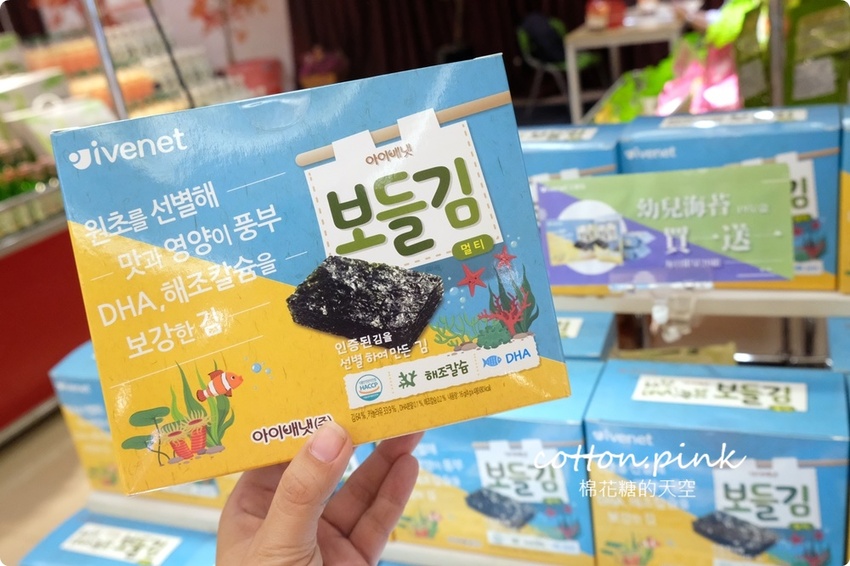 ivenet
원초를 선별해
맛과 영양이 풍부
DHA, 해조칼슘을
보강한 김
아이배냇
보들김
멀티
인증된 김을
선별하여 만든 김
HACCP
해조칼슘
DHA
아이배냇(주)
幼兒海苔
買一送一
ivenet
보들김
보들김
cotton.pink
棉花糖的天空